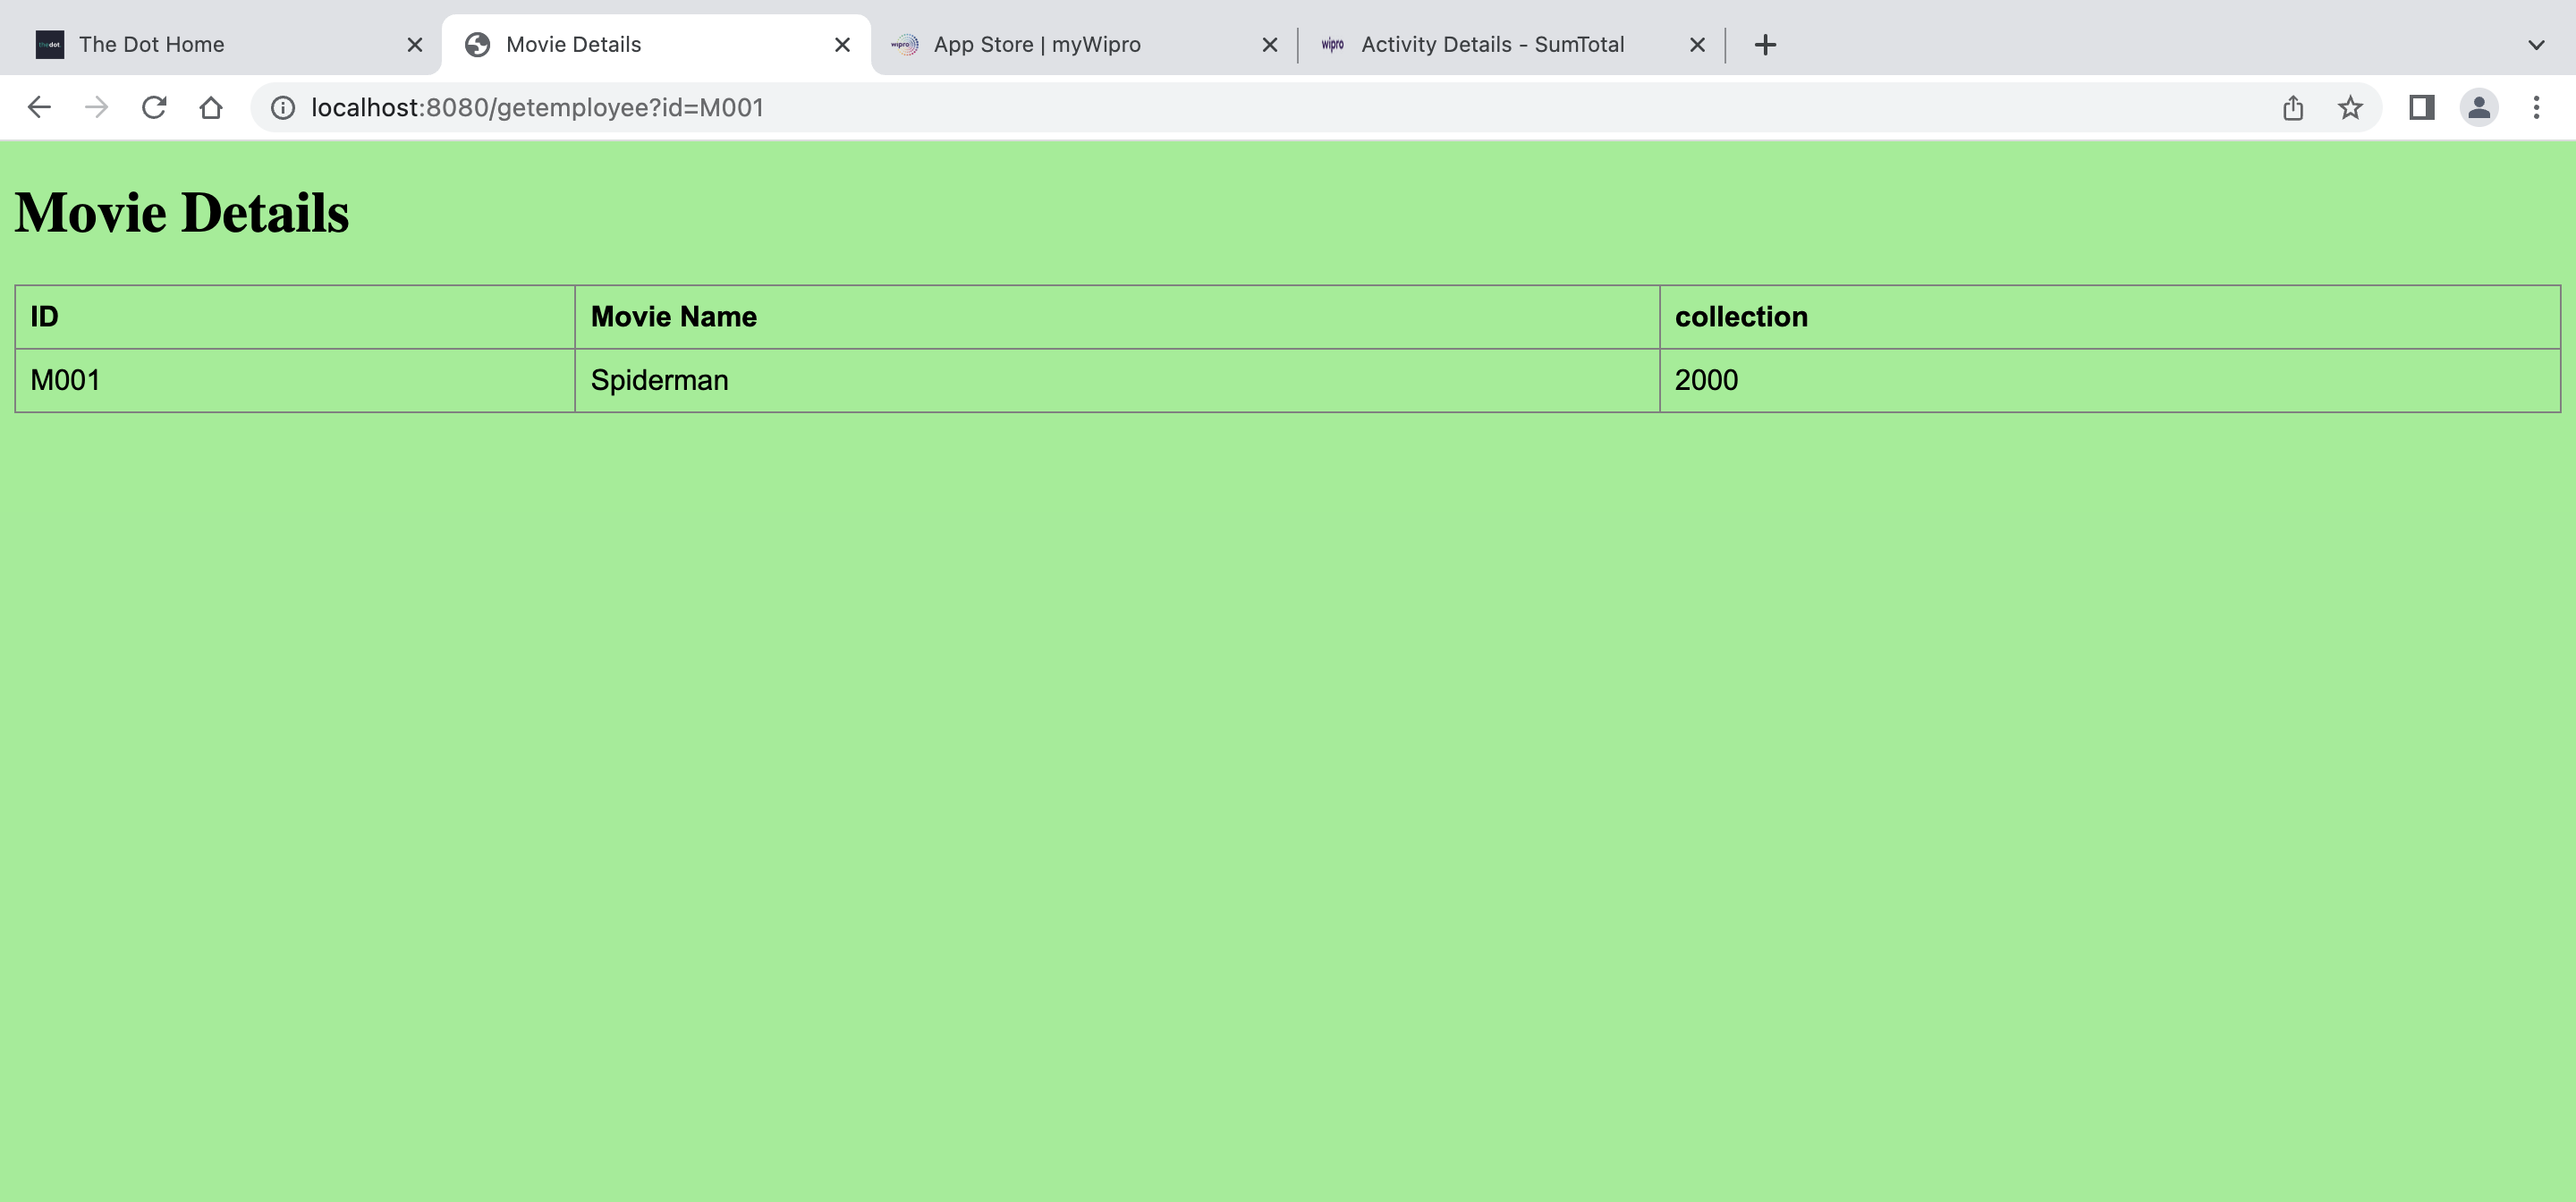 The Dot Home
Movie Details
App Store | myWipro
Activity Details - SumTotal
localhost:8080/getemployee?id=M001
Movie Details
ID Movie Name collection
M001 Spiderman 2000